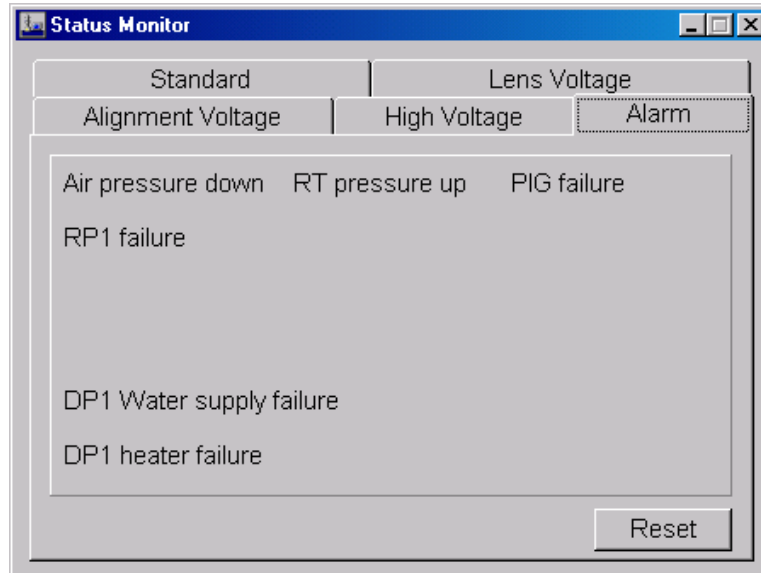 Status Monitor
Standard Lens Voltage
Alignment Voltage High Voltage Alarm
Air pressure down RT pressure up PIG failure
RP1 failure
DP1 Water supply failure
DP1 heater failure
Reset